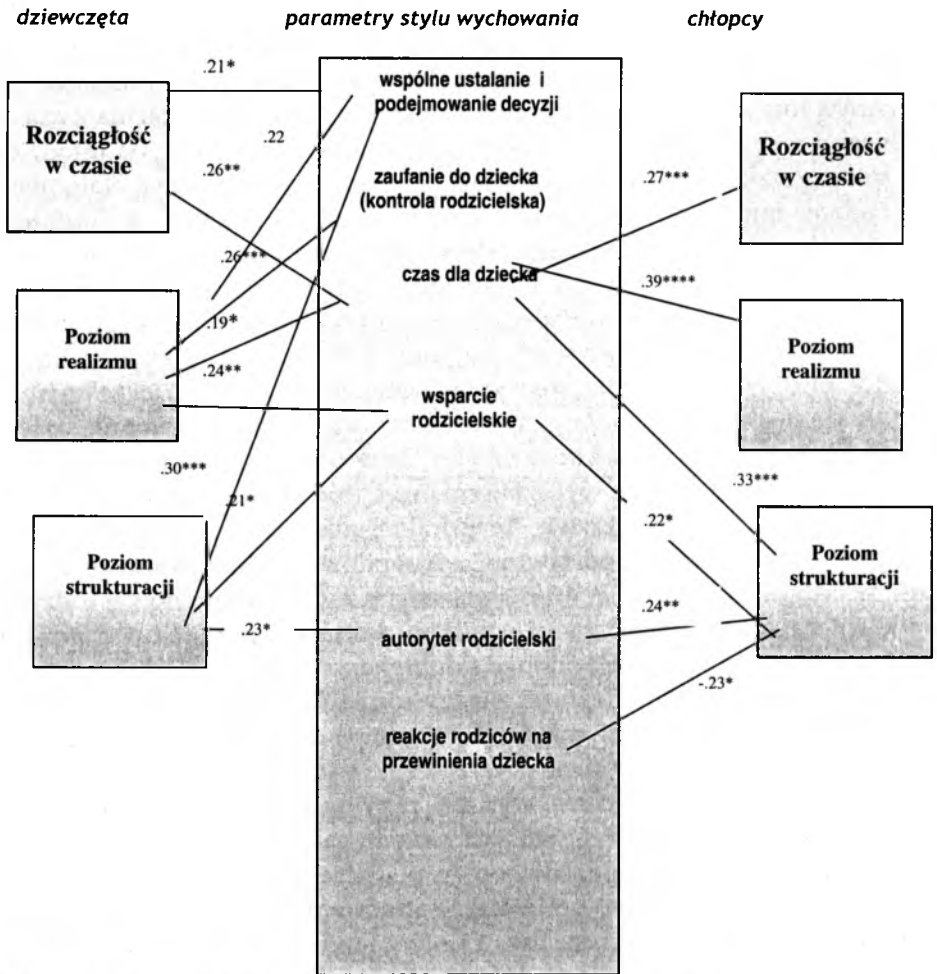 dziewczęta
parametry stylu wychowania
chłopcy
.21*
.22
.26**
.26***
.19*
.24**
.30***
.21*
.23*
Rozciągłość
w czasie
Poziom
realizmu
Poziom
strukturacji
wspólne ustalanie i
podejmowanie decyzji
zaufanie do dziecka
(kontrola rodzicielska)
czas dla dziecka
wsparcie
rodzicielskie
autorytet rodzicielski
reakcje rodziców na
przewinienia dziecka
.27***
.39****
.33***
.22*
.24**
-.23*
Rozciągłość
w czasie
Poziom
realizmu
Poziom
strukturacji